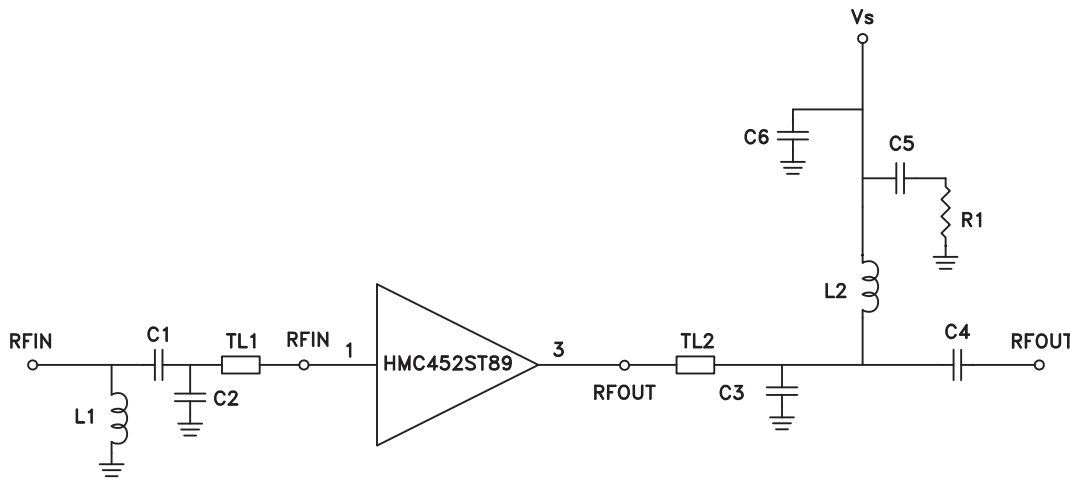 Vs
C6
C5
R1
L2
RFIN
C1
TL1
RFIN
1
HMC452ST89
3
TL2
C4
RFOUT
L1
C2
RFOUT
C3